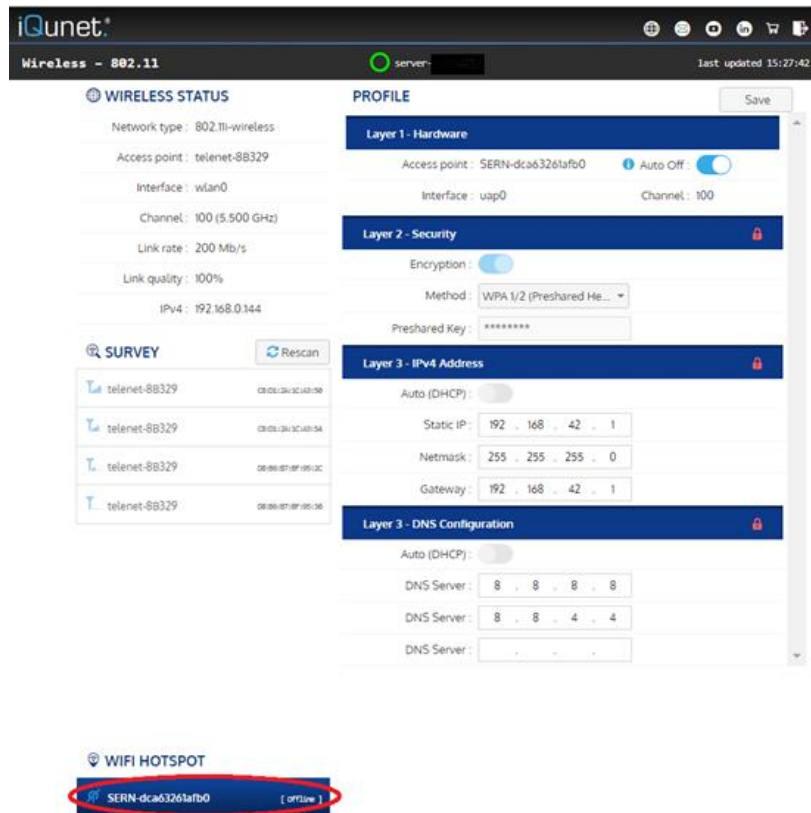 iQunet
Wireless - 802.11
server-
last updated 15:27:42
WIRELESS STATUS
Network type : 802.11i-wireless
Access point : telenet-8B329
Interface : wlan0
Channel : 100 (5.500 GHz)
Link rate : 200 Mb/s
Link quality : 100%
IPv4 : 192.168.0.144
SURVEY
Rescan
telenet-8B329
telenet-8B329
telenet-8B329
telenet-8B329
PROFILE
Save
Layer 1 - Hardware
Access point : SERN-dca63261afb0
Auto Off :
Interface : uap0
Channel : 100
Layer 2 - Security
Encryption :
Method : WPA 1/2 (Preshared He...
Preshared Key : ********
Layer 3 - IPv4 Address
Auto (DHCP) :
Static IP : 192 . 168 . 42 . 1
Netmask : 255 . 255 . 255 . 0
Gateway : 192 . 168 . 42 . 1
Layer 3 - DNS Configuration
Auto (DHCP) :
DNS Server : 8 . 8 . 8 . 8
DNS Server : 8 . 8 . 4 . 4
DNS Server : . . .
WIFI HOTSPOT
SERN-dca63261afb0 [ offline ]